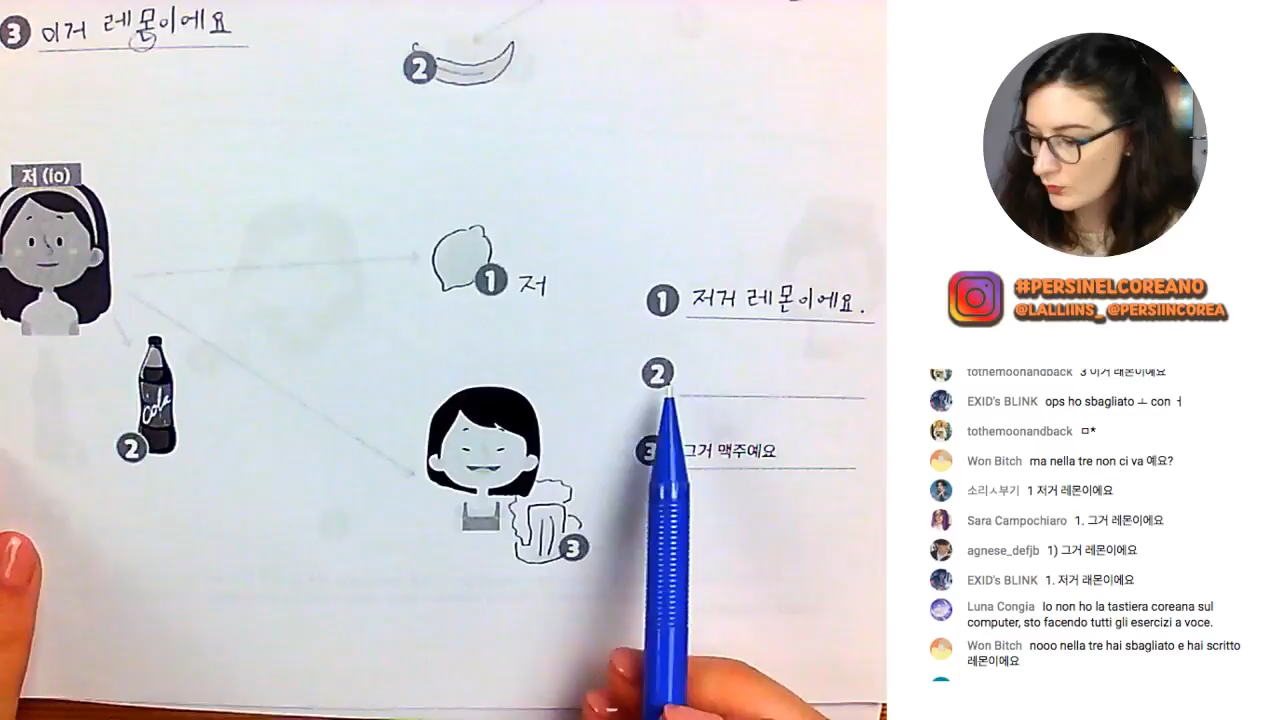 3 이거 레몬이에요
2
저 (io)
1 저
1 저거 레몬이에요.
2
Cola
2
3 그거 맥주예요
3
#PERSINELCOREANO
@LALLIINS_ @PERSIINCOREA
tothemoonandback 3 이거 래몬이에요
EXID's BLINK ops ho sbagliato ㅗ con ㅓ
tothemoonandback ㅁ*
Won Bitch ma nella tre non ci va 예요?
소리ㅅ부기 1 저거 레몬이에요
Sara Campochiaro 1. 그거 레몬이에요
agnese_defjb 1) 그거 레몬이에요
EXID's BLINK 1. 저거 래몬이에요
Luna Congia Io non ho la tastiera coreana sul
computer, sto facendo tutti gli esercizi a voce.
Won Bitch nooo nella tre hai sbagliato e hai scritto
레몬이에요